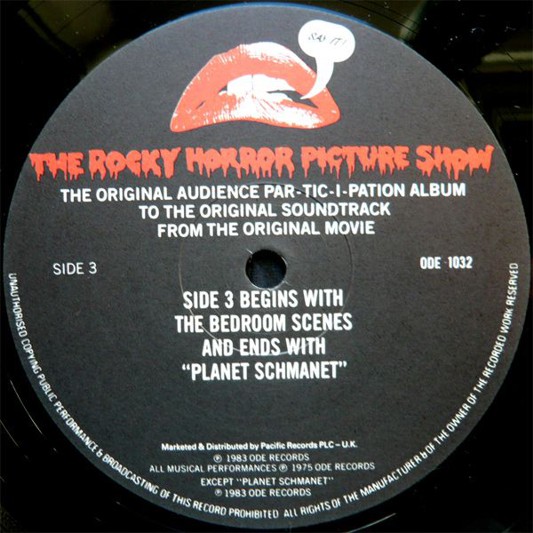 SAY IT!
THE ROCKY HORROR PICTURE SHOW
THE ORIGINAL AUDIENCE PAR-TIC-I-PATION ALBUM
TO THE ORIGINAL SOUNDTRACK
FROM THE ORIGINAL MOVIE
SIDE 3
ODE 1032
SIDE 3 BEGINS WITH
THE BEDROOM SCENES
AND ENDS WITH
"PLANET SCHMANET"
Marketed & Distributed by Pacific Records PLC – U.K.
℗ 1983 ODE RECORDS
ALL MUSICAL PERFORMANCES ℗ 1975 ODE RECORDS
EXCEPT "PLANET SCHMANET"
℗ 1983 ODE RECORDS
UNAUTHORISED COPYING PUBLIC PERFORMANCE & BROADCASTING OF THIS RECORD PROHIBITED ALL RIGHTS OF THE MANUFACTURER & OF THE OWNER OF THE RECORDED WORK RESERVED